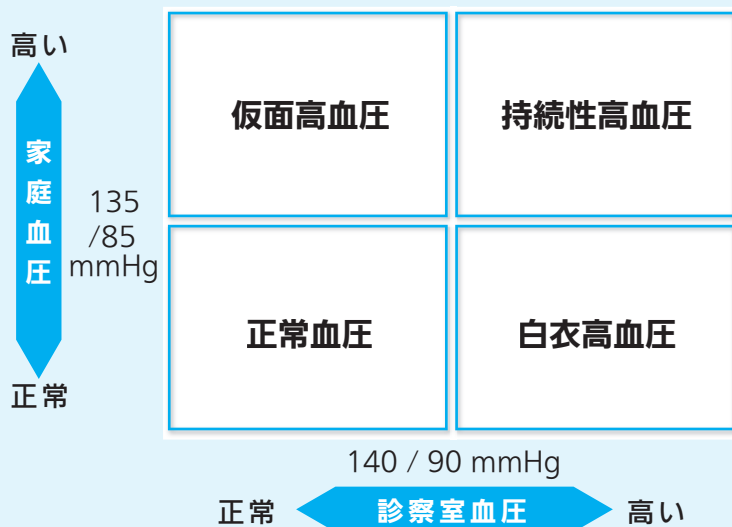 高い
家庭血圧
135
/85
mmHg
正常
仮面高血圧
持続性高血圧
正常血圧
白衣高血圧
140 / 90 mmHg
正常
診察室血圧
高い